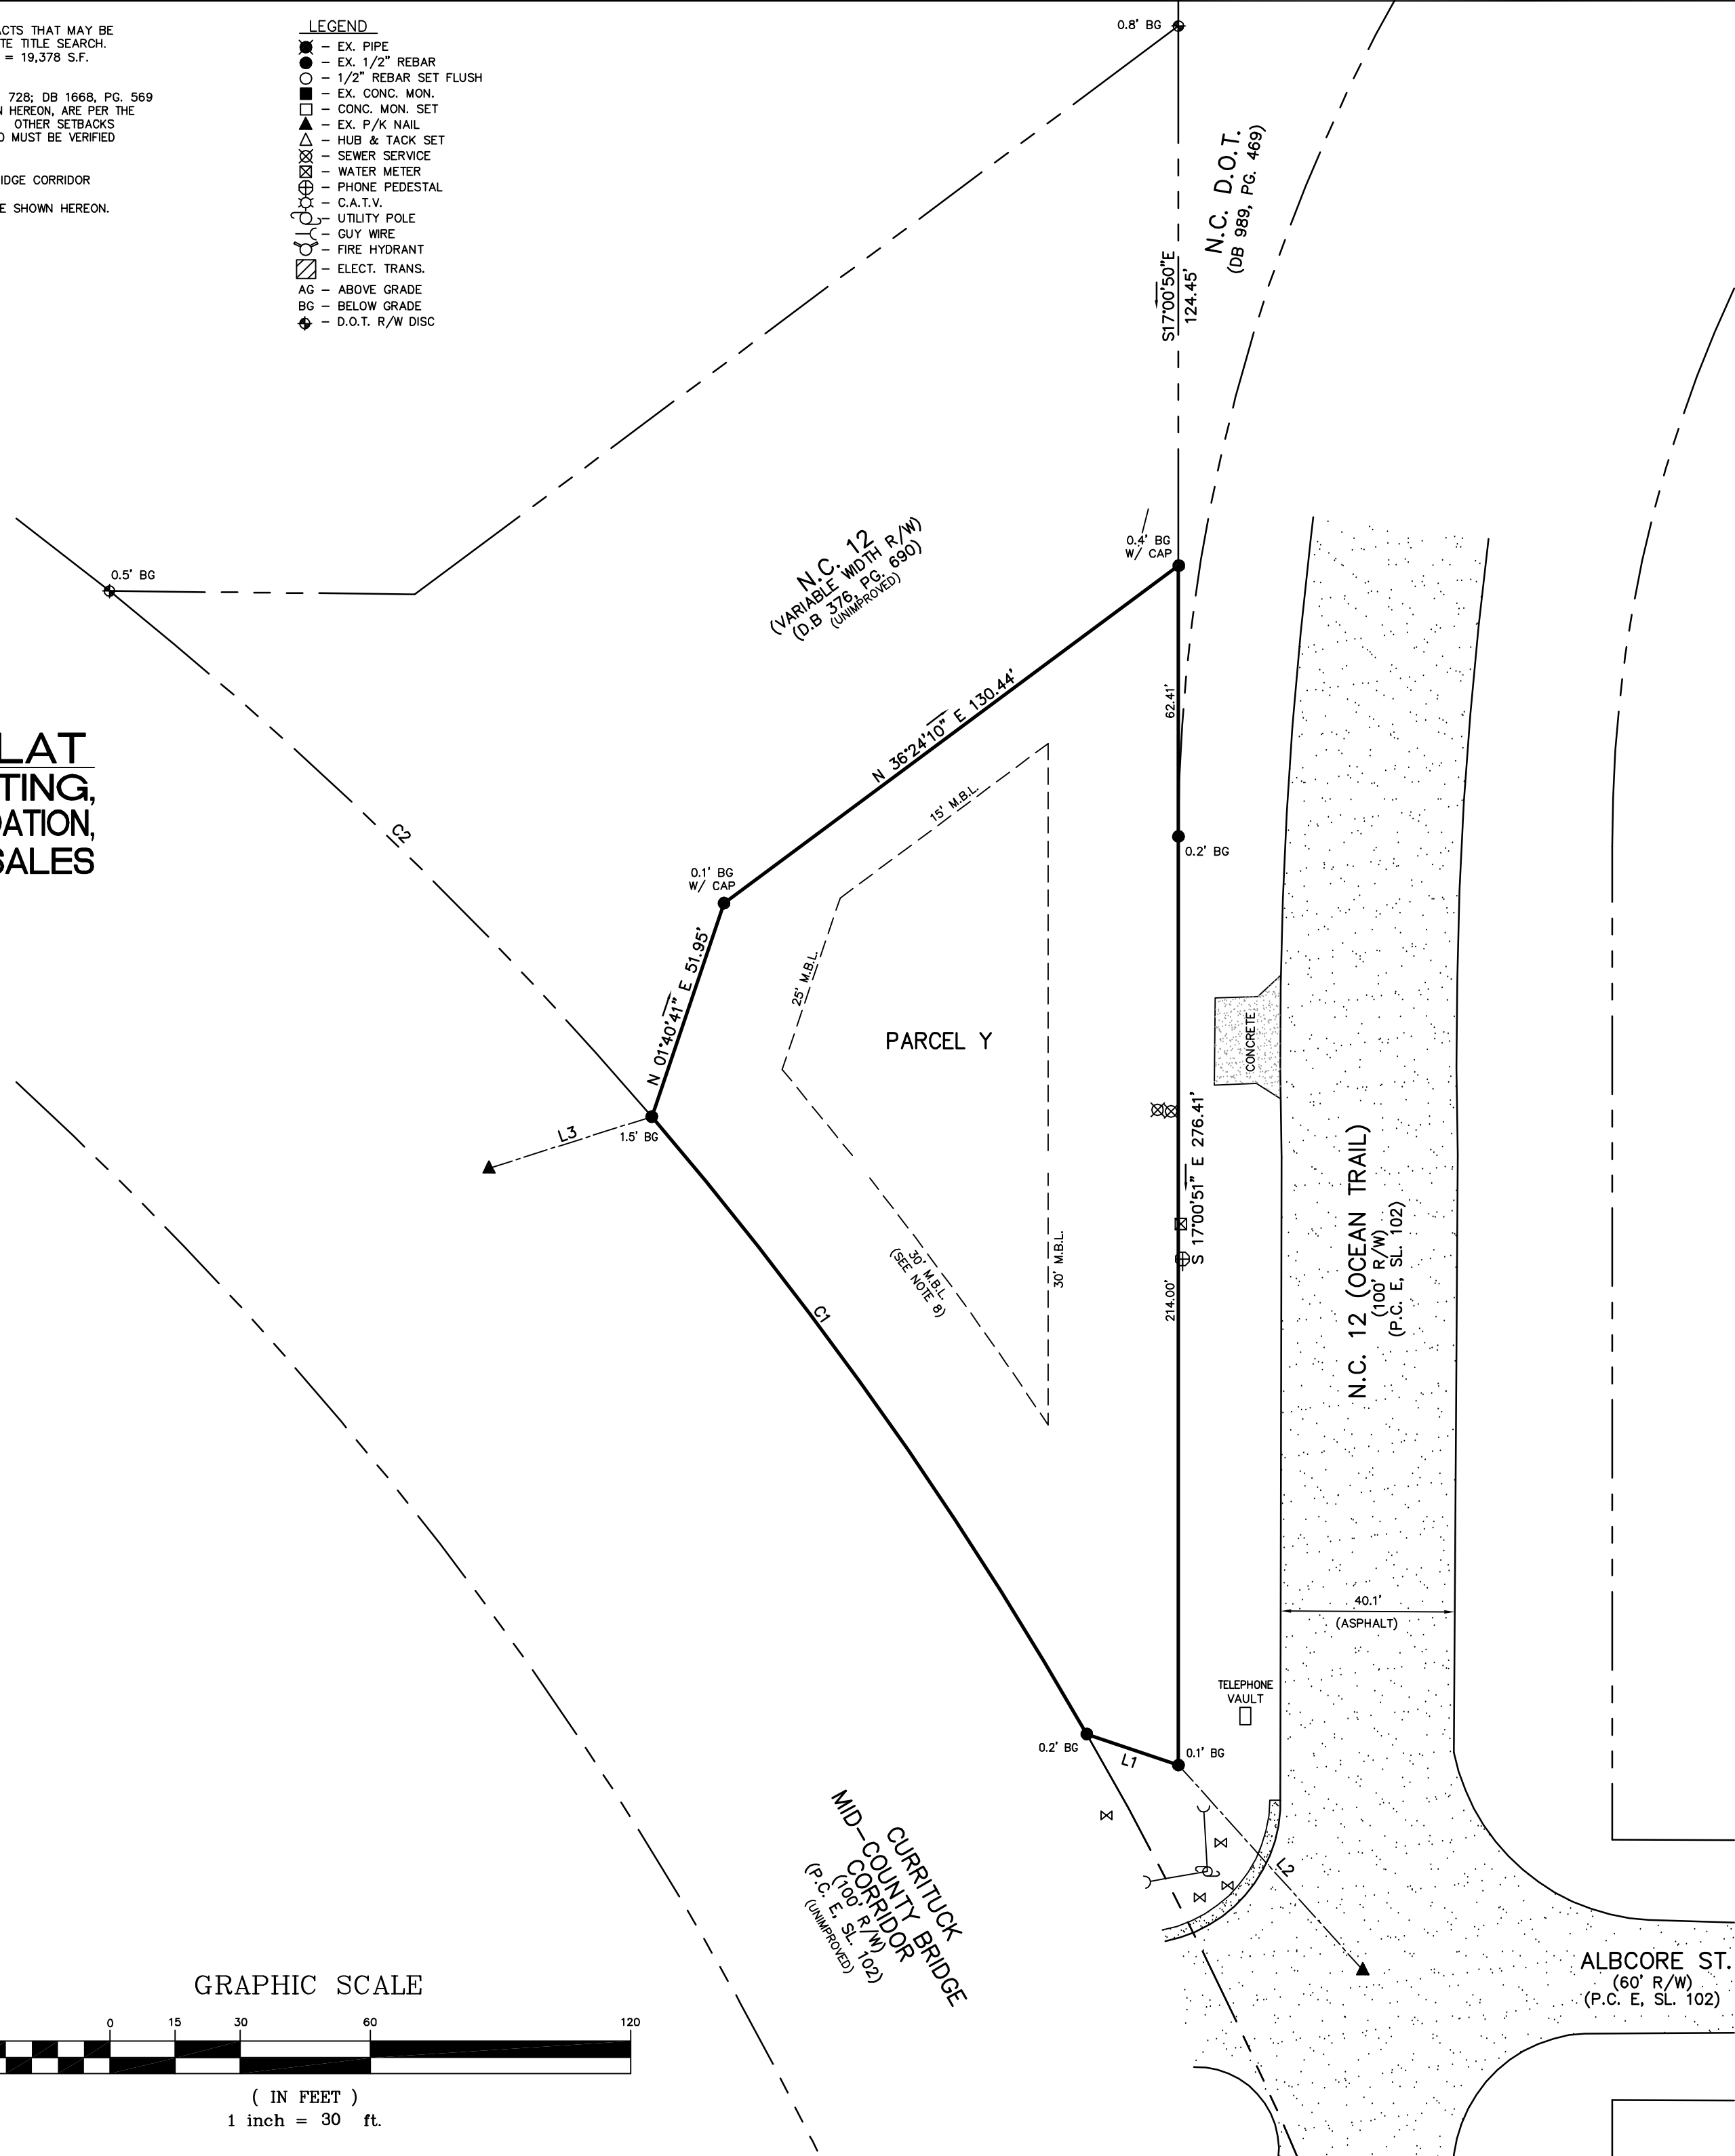 ACTS THAT MAY BE
TE TITLE SEARCH.
= 19,378 S.F.
728; DB 1668, PG. 569
N HEREON, ARE PER THE
OTHER SETBACKS
D MUST BE VERIFIED
IDGE CORRIDOR
E SHOWN HEREON.
LEGEND
– EX. PIPE
– EX. 1/2" REBAR
– 1/2" REBAR SET FLUSH
– EX. CONC. MON.
– CONC. MON. SET
– EX. P/K NAIL
– HUB & TACK SET
– SEWER SERVICE
– WATER METER
– PHONE PEDESTAL
– C.A.T.V.
– UTILITY POLE
– GUY WIRE
– FIRE HYDRANT
– ELECT. TRANS.
AG – ABOVE GRADE
BG – BELOW GRADE
– D.O.T. R/W DISC
0.8' BG
N.C. D.O.T.
(DB 989, PG. 469)
S17°00'50"E
124.45'
0.5' BG
N.C. 12
(VARIABLE WIDTH R/W)
(D.B 376, PG. 690)
(UNIMPROVED)
0.4' BG
W/ CAP
LAT
TING,
DATION,
SALES
C2
N 36°24'10" E 130.44'
62.41'
15' M.B.L.
0.2' BG
0.1' BG
W/ CAP
N 01°40'41" E 51.95'
25' M.B.L.
PARCEL Y
CONCRETE
L3
1.5' BG
S 17°00'51" E 276.41'
30' M.B.L.
(SEE NOTE 8)
30' M.B.L.
214.00'
C1
N.C. 12 (OCEAN TRAIL)
(100' R/W)
(P.C. E, SL. 102)
40.1'
(ASPHALT)
TELEPHONE
VAULT
0.2' BG
L1
0.1' BG
L2
CURRITUCK
MID–COUNTY BRIDGE
CORRIDOR
(100' R/W)
(P.C. E, SL. 102)
(UNIMPROVED)
ALBCORE ST.
(60' R/W)
(P.C. E, SL. 102)
GRAPHIC SCALE
0 15 30 60 120
( IN FEET )
1 inch = 30 ft.